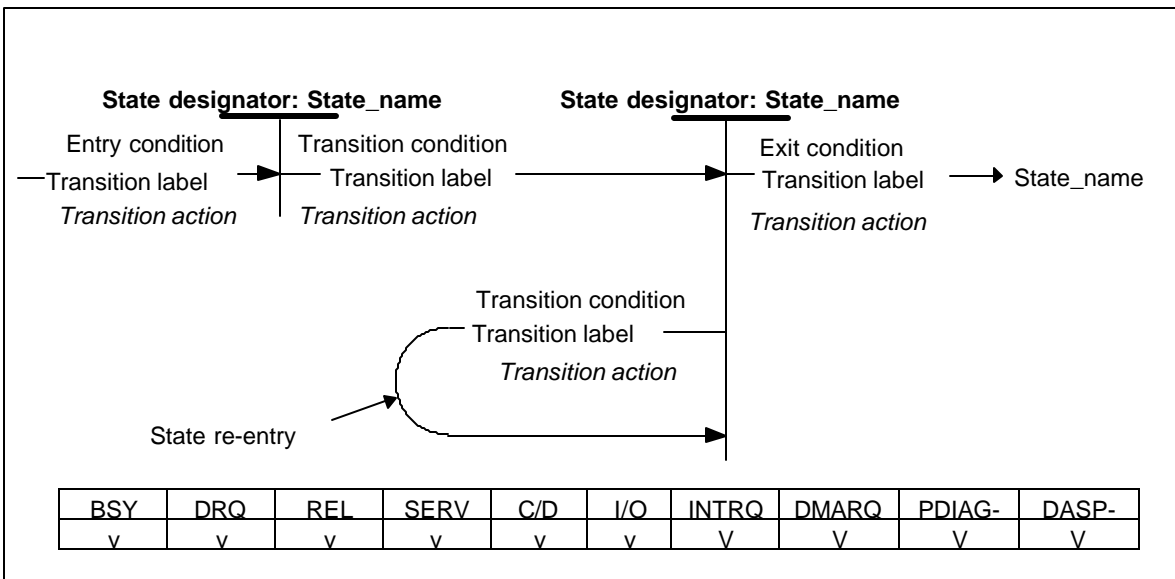 State designator: State_name State designator: State_name
Entry condition Transition condition Exit condition
Transition label Transition label Transition label State_name
Transition action Transition action Transition action
Transition condition
Transition label
Transition action
State re-entry
BSY DRQ REL SERV C/D I/O INTRQ DMARQ PDIAG- DASP-
v v v v v v V V V V